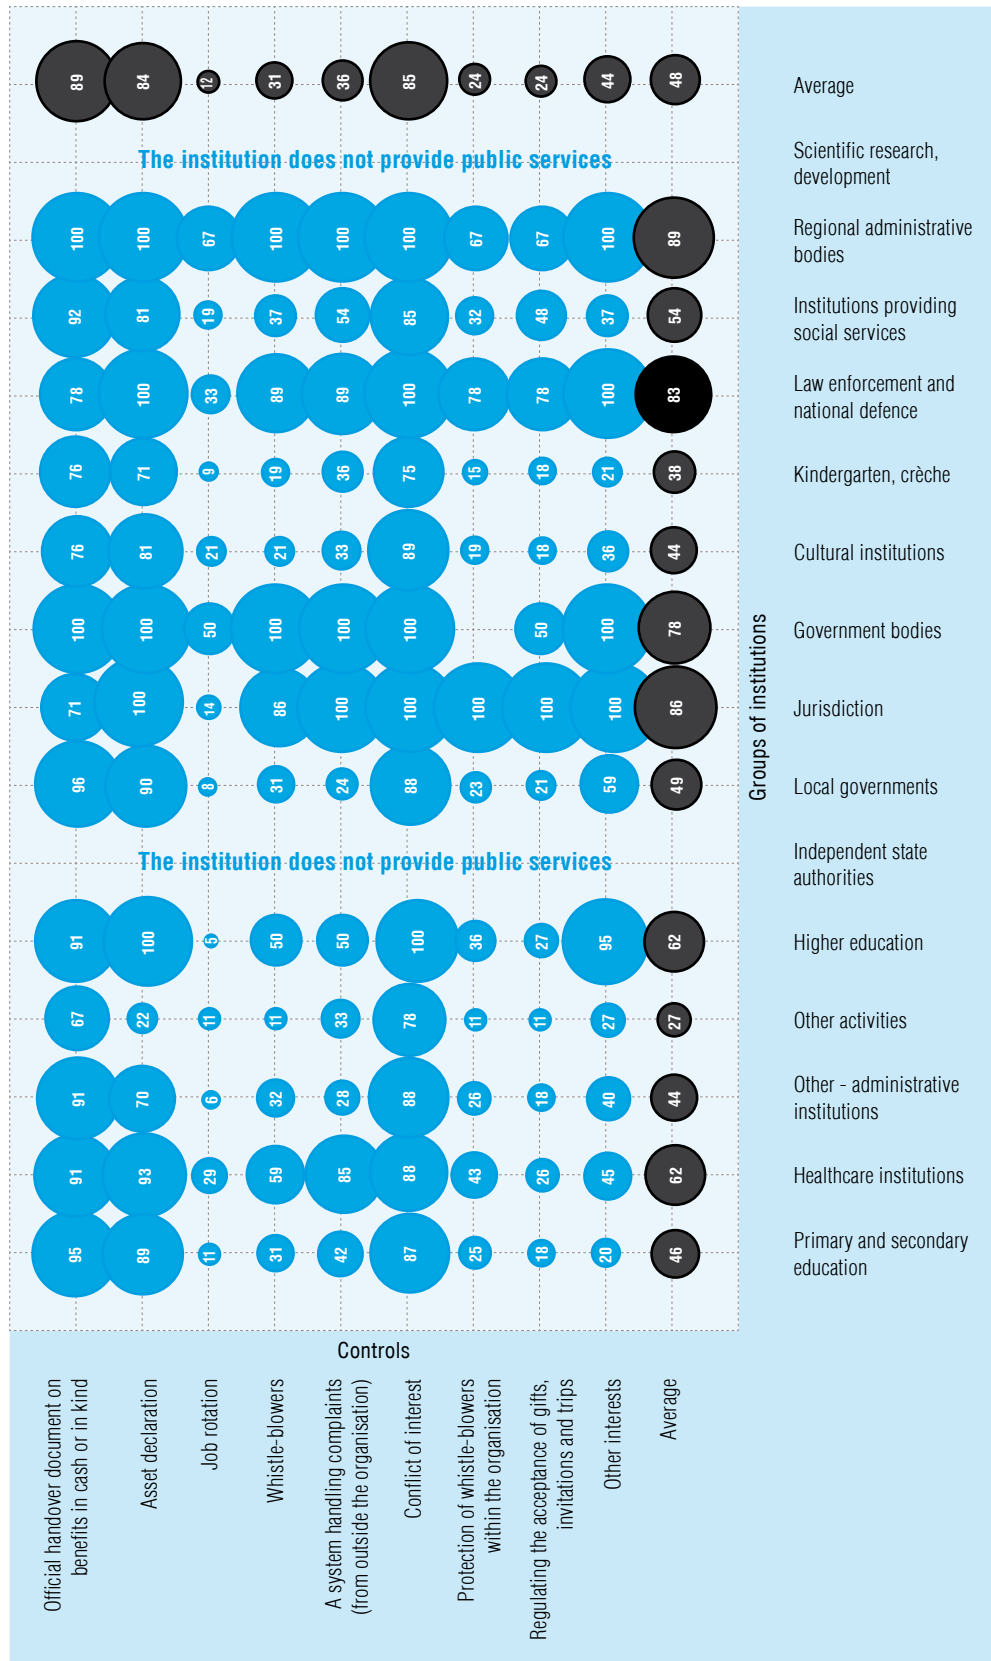 89 84 12 31 36 85 24 24 44 48
Average
The institution does not provide public services
Scientific research,
development
100 100 67 100 100 100 67 67 100 89
Regional administrative
bodies
92 81 19 37 54 85 32 48 37 54
Institutions providing
social services
78 100 33 89 89 100 78 78 100 83
Law enforcement and
national defence
76 71 9 19 36 75 15 18 21 38
Kindergarten, crèche
76 81 21 21 33 89 19 18 36 44
Cultural institutions
100 100 50 100 100 100 50 100 78
Government bodies
71 100 14 86 100 100 100 100 100 86
Jurisdiction
96 90 8 31 24 88 23 21 59 49
Local governments
The institution does not provide public services
Independent state
authorities
91 100 5 50 50 100 36 27 95 62
Higher education
67 22 11 11 33 78 11 11 27 27
Other activities
91 70 6 32 28 88 26 18 40 44
Other - administrative
institutions
91 93 29 59 85 88 43 26 45 62
Healthcare institutions
95 89 11 31 42 87 25 18 20 46
Primary and secondary
education
Groups of institutions
Controls
Official handover document on
benefits in cash or in kind
Asset declaration
Job rotation
Whistle-blowers
A system handling complaints
(from outside the organisation)
Conflict of interest
Protection of whistle-blowers
within the organisation
Regulating the acceptance of gifts,
invitations and trips
Other interests
Average